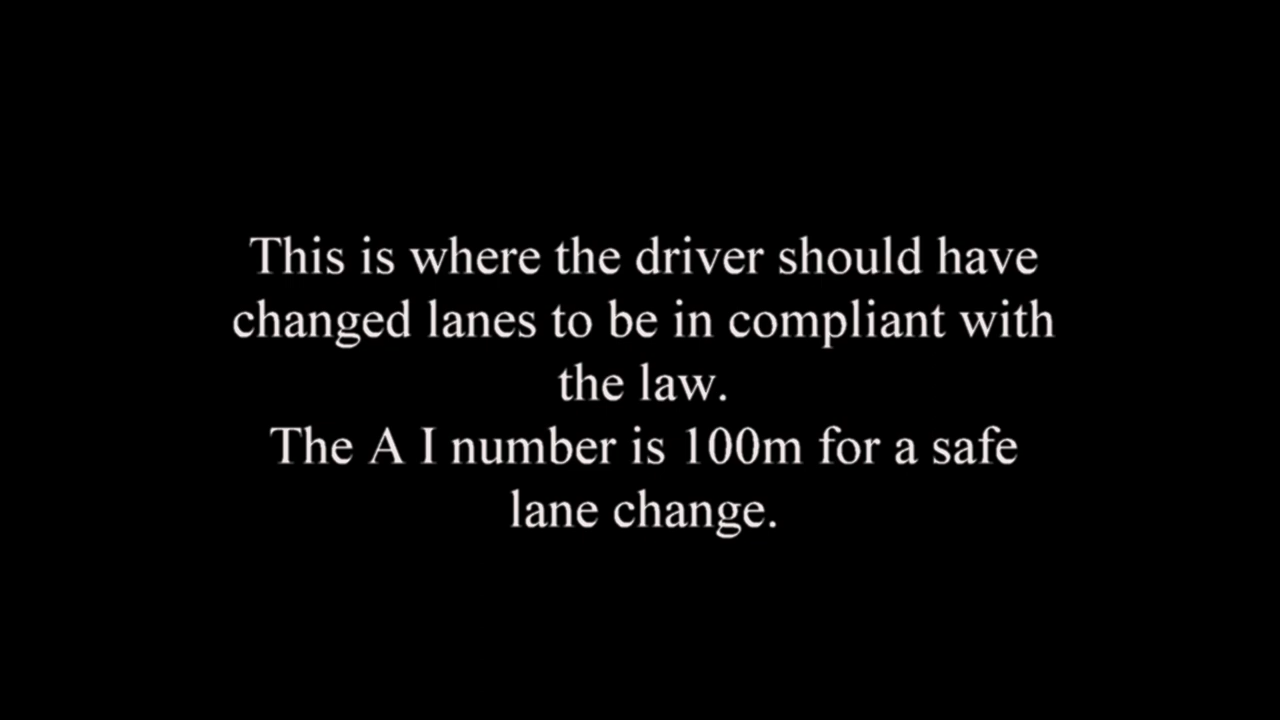 This is where the driver should have
changed lanes to be in compliant with
the law.
The A I number is 100m for a safe
lane change.